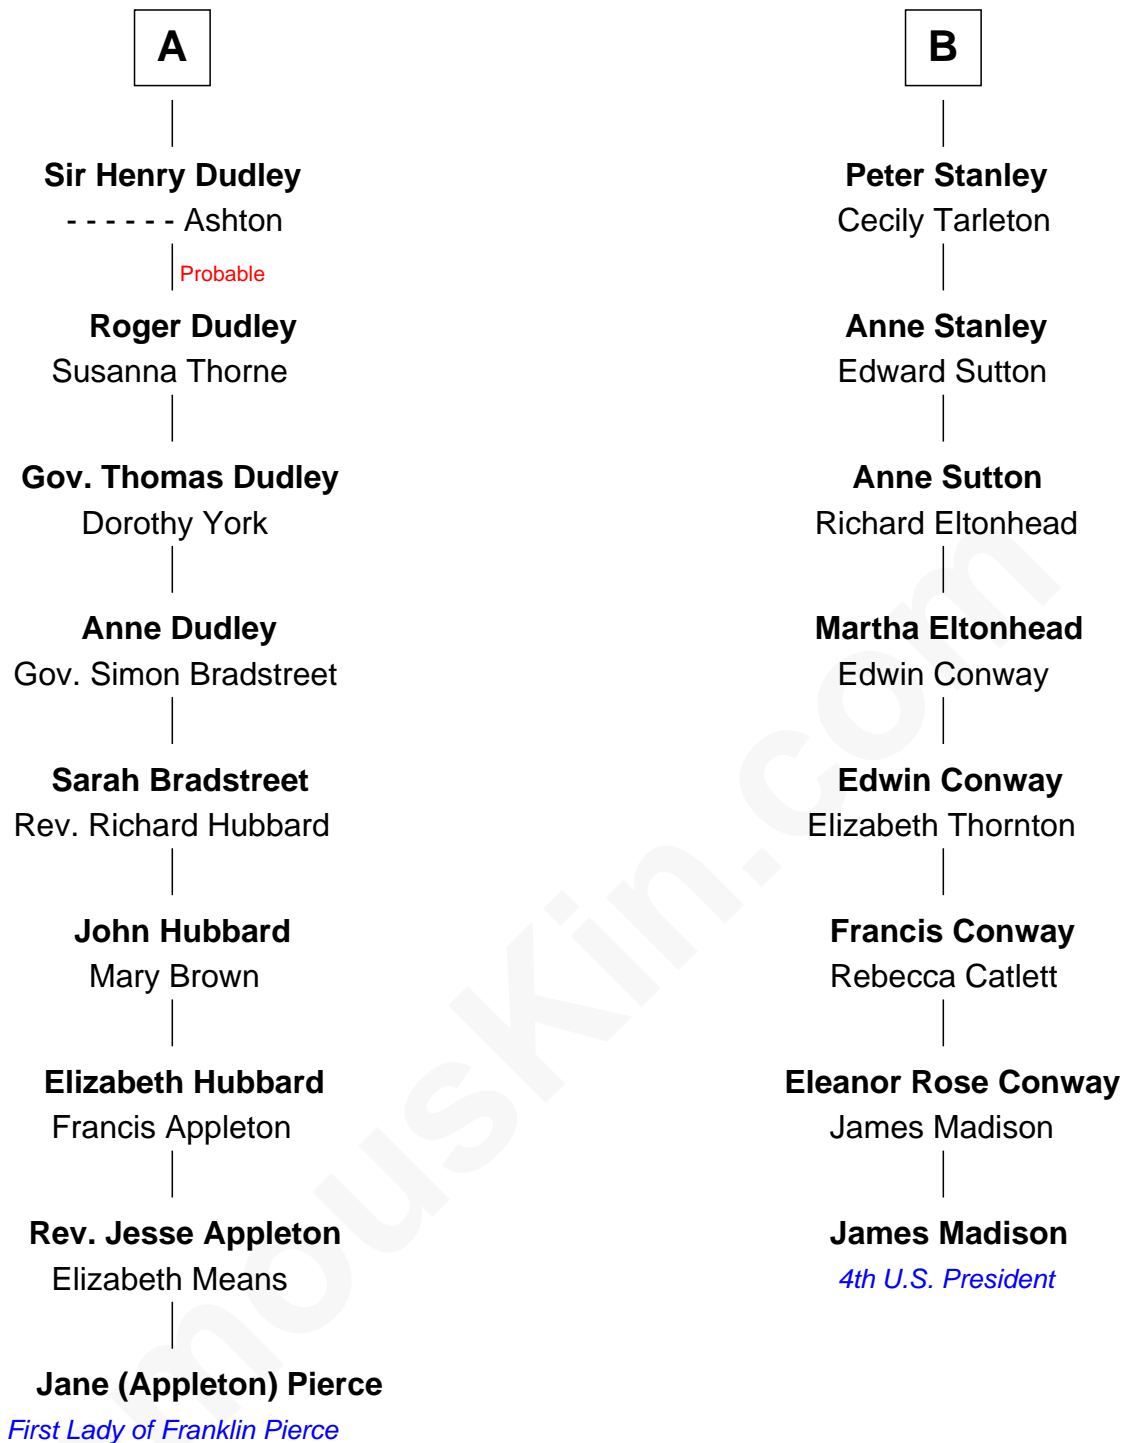 A
Sir Henry Dudley
- - - - - - Ashton
Probable
Roger Dudley
Susanna Thorne
Gov. Thomas Dudley
Dorothy York
Anne Dudley
Gov. Simon Bradstreet
Sarah Bradstreet
Rev. Richard Hubbard
John Hubbard
Mary Brown
Elizabeth Hubbard
Francis Appleton
Rev. Jesse Appleton
Elizabeth Means
Jane (Appleton) Pierce
First Lady of Franklin Pierce
B
Peter Stanley
Cecily Tarleton
Anne Stanley
Edward Sutton
Anne Sutton
Richard Eltonhead
Martha Eltonhead
Edwin Conway
Edwin Conway
Elizabeth Thornton
Francis Conway
Rebecca Catlett
Eleanor Rose Conway
James Madison
James Madison
4th U.S. President
mousKin.com